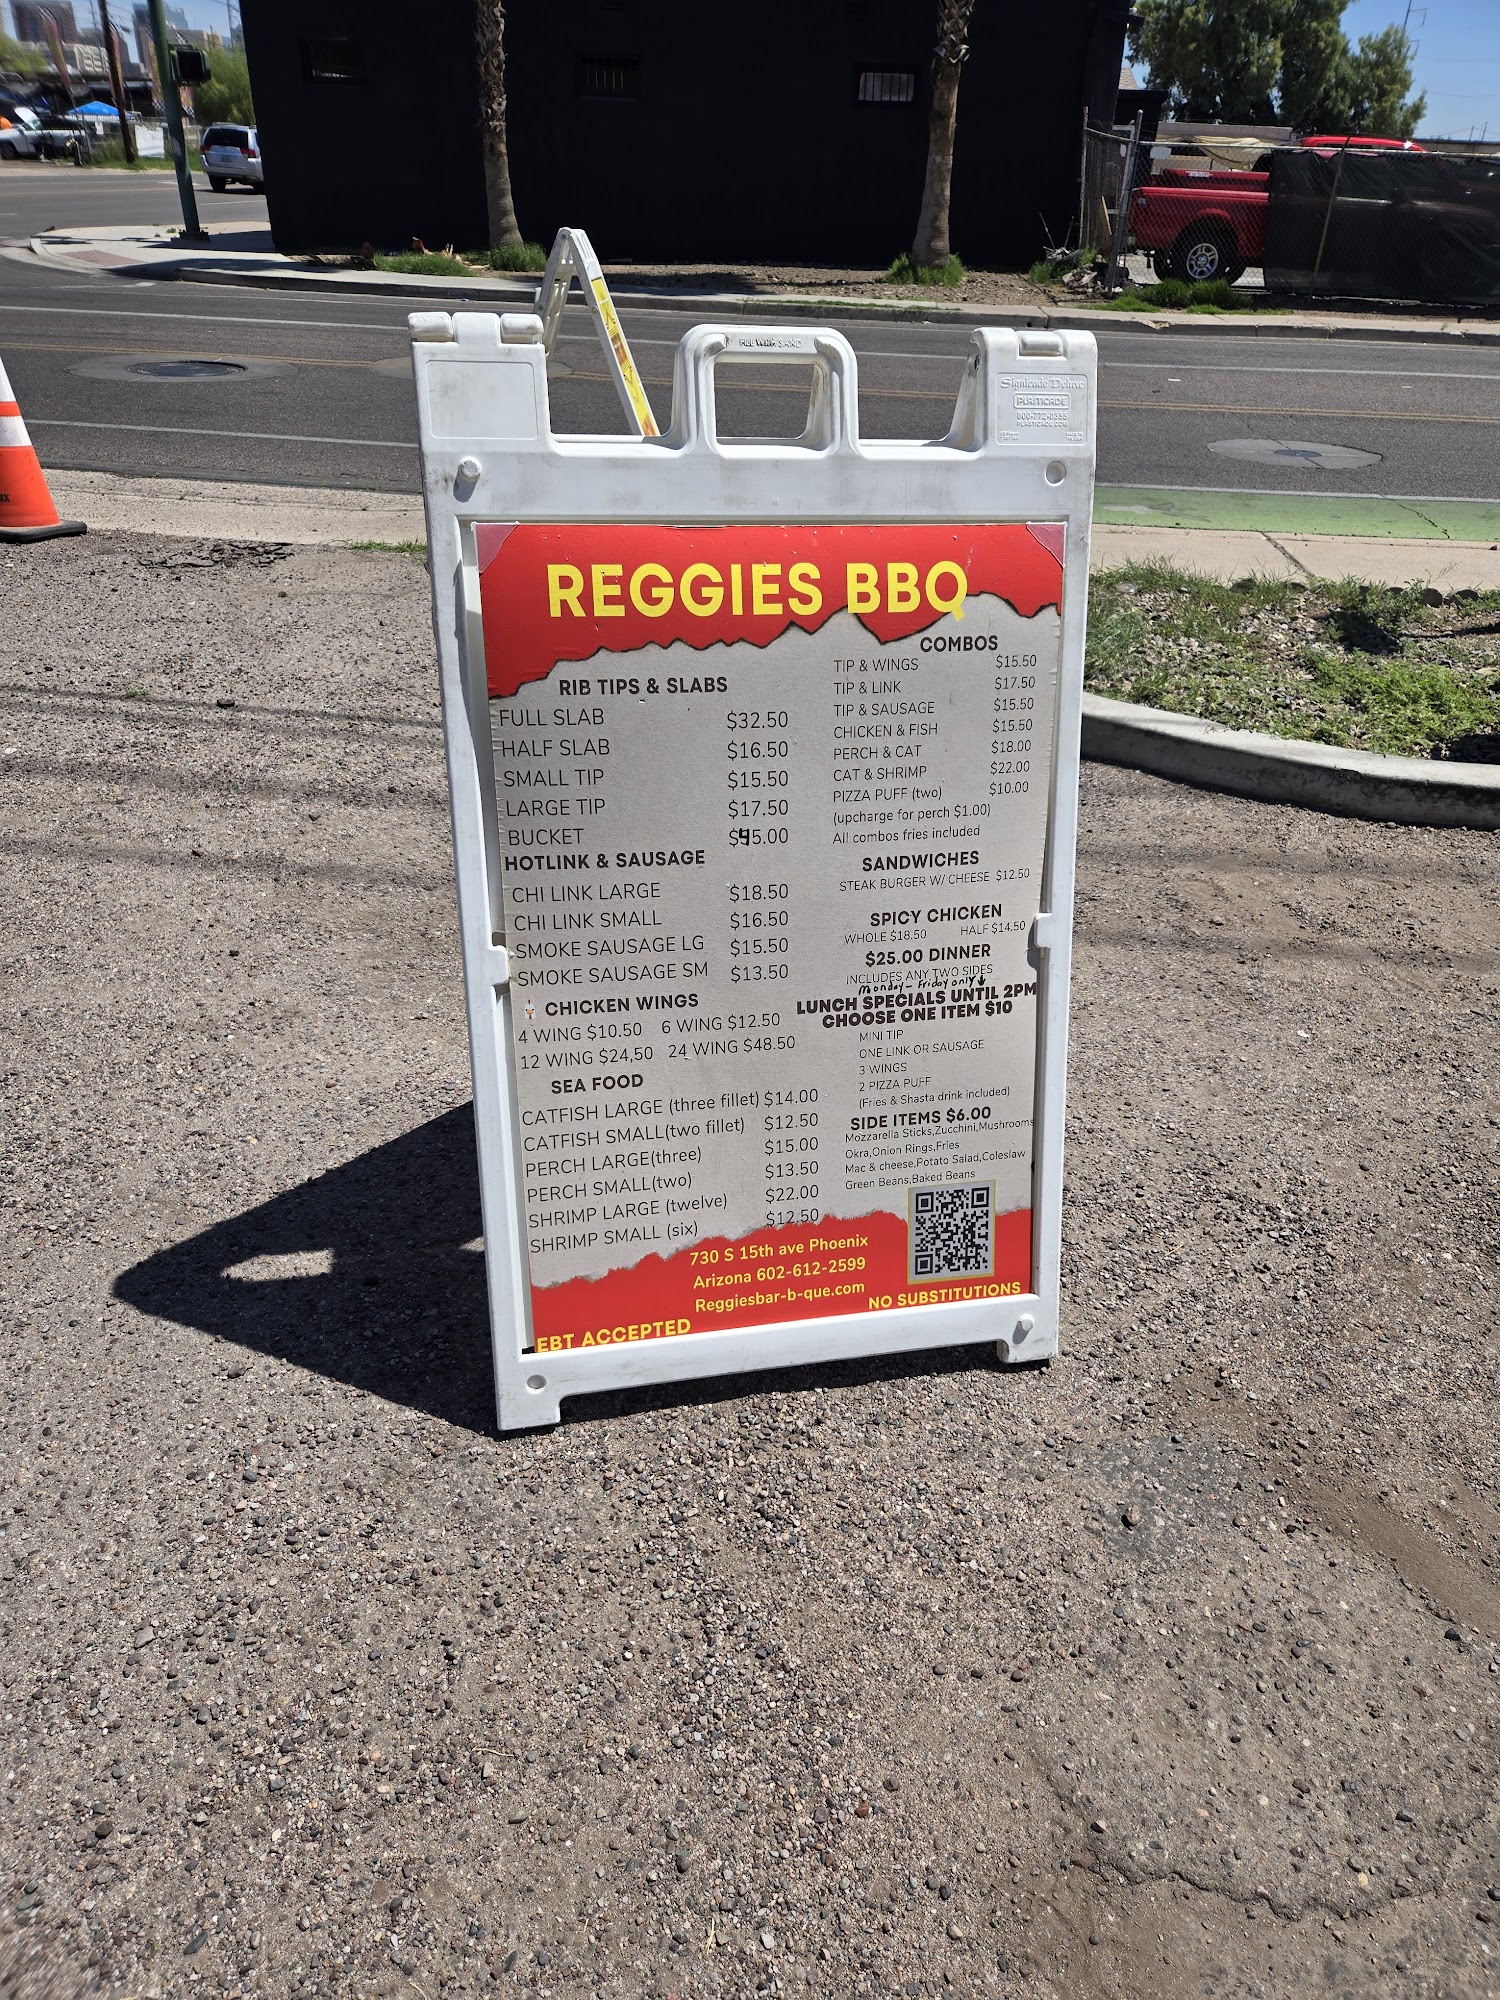 FILL WITH SAND
Signicade Deluxe
PLASTICADE
800-772-0355
PLASTICADE.COM
REGGIES BBQ
RIB TIPS & SLABS
FULL SLAB $32.50
HALF SLAB $16.50
SMALL TIP $15.50
LARGE TIP $17.50
BUCKET $45.00
HOTLINK & SAUSAGE
CHI LINK LARGE $18.50
CHI LINK SMALL $16.50
SMOKE SAUSAGE LG $15.50
SMOKE SAUSAGE SM $13.50
CHICKEN WINGS
4 WING $10.50 6 WING $12.50
12 WING $24,50 24 WING $48.50
SEA FOOD
CATFISH LARGE (three fillet) $14.00
CATFISH SMALL(two fillet) $12.50
PERCH LARGE(three) $15.00
PERCH SMALL(two) $13.50
SHRIMP LARGE (twelve) $22.00
SHRIMP SMALL (six) $12.50
COMBOS
TIP & WINGS $15.50
TIP & LINK $17.50
TIP & SAUSAGE $15.50
CHICKEN & FISH $15.50
PERCH & CAT $18.00
CAT & SHRIMP $22.00
PIZZA PUFF (two) $10.00
(upcharge for perch $1.00)
All combos fries included
SANDWICHES
STEAK BURGER W/ CHEESE $12.50
SPICY CHICKEN
WHOLE $18.50 HALF $14.50
$25.00 DINNER
INCLUDES ANY TWO SIDES
Monday - Friday only
LUNCH SPECIALS UNTIL 2PM
CHOOSE ONE ITEM $10
MINI TIP
ONE LINK OR SAUSAGE
3 WINGS
2 PIZZA PUFF
(Fries & Shasta drink included)
SIDE ITEMS $6.00
Mozzarella Sticks,Zucchini,Mushrooms
Okra,Onion Rings,Fries
Mac & cheese,Potato Salad,Coleslaw
Green Beans,Baked Beans
730 S 15th ave Phoenix
Arizona 602-612-2599
Reggiesbar-b-que.com
NO SUBSTITUTIONS
EBT ACCEPTED